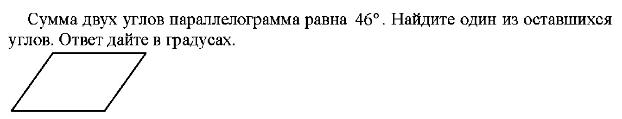 Сумма двух углов параллелограмма равна 46°. Найдите один из оставшихся
углов. Ответ дайте в градусах.